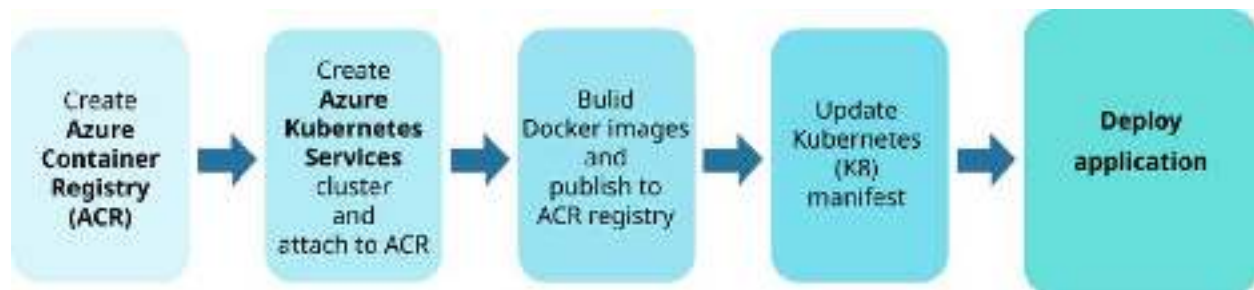 Create
Azure
Container
Registry
(ACR)
Create
Azure
Kubernetes
Services
cluster
and
attach to ACR
Bulid
Docker images
and
publish to
ACR registry
Update
Kubernetes
(K8)
manifest
Deploy
application